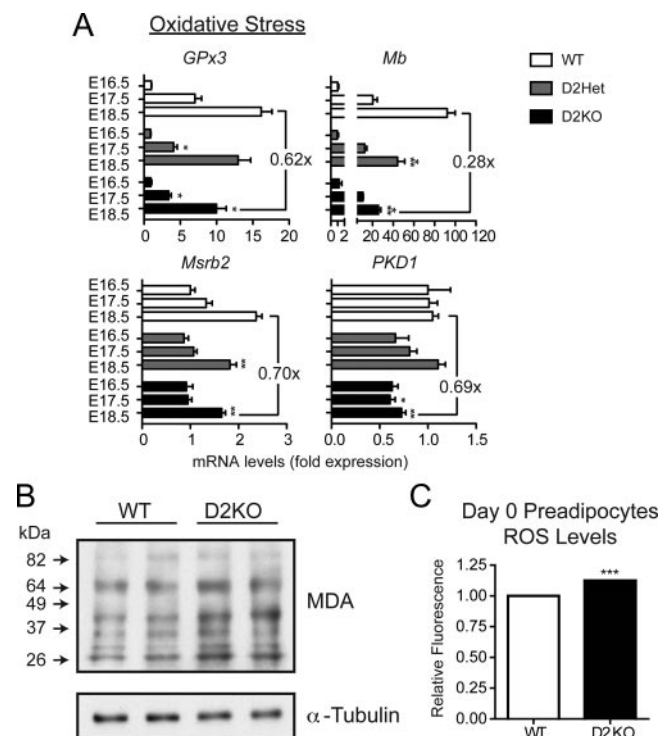 A
Oxidative Stress
GPx3
Mb
WT
D2Het
D2KO
E16.5
E17.5
E18.5
E16.5
E17.5
E18.5
E16.5
E17.5
E18.5
*
*
*
0.62x
0 5 10 15 20
**
**
0.28x
0 2 0 20 40 60 80 100 120
Msrb2
PKD1
E16.5
E17.5
E18.5
E16.5
E17.5
E18.5
E16.5
E17.5
E18.5
**
**
0.70x
0 1 2 3
*
**
0.69x
0.0 0.5 1.0 1.5
mRNA levels (fold expression)
B
WT D2KO
kDa
82
64
49
37
26
MDA
α-Tubulin
C
Day 0 Preadipocytes
ROS Levels
Relative Fluorescence
1.25
1.00
0.75
0.50
0.25
0.00
***
WT D2KO